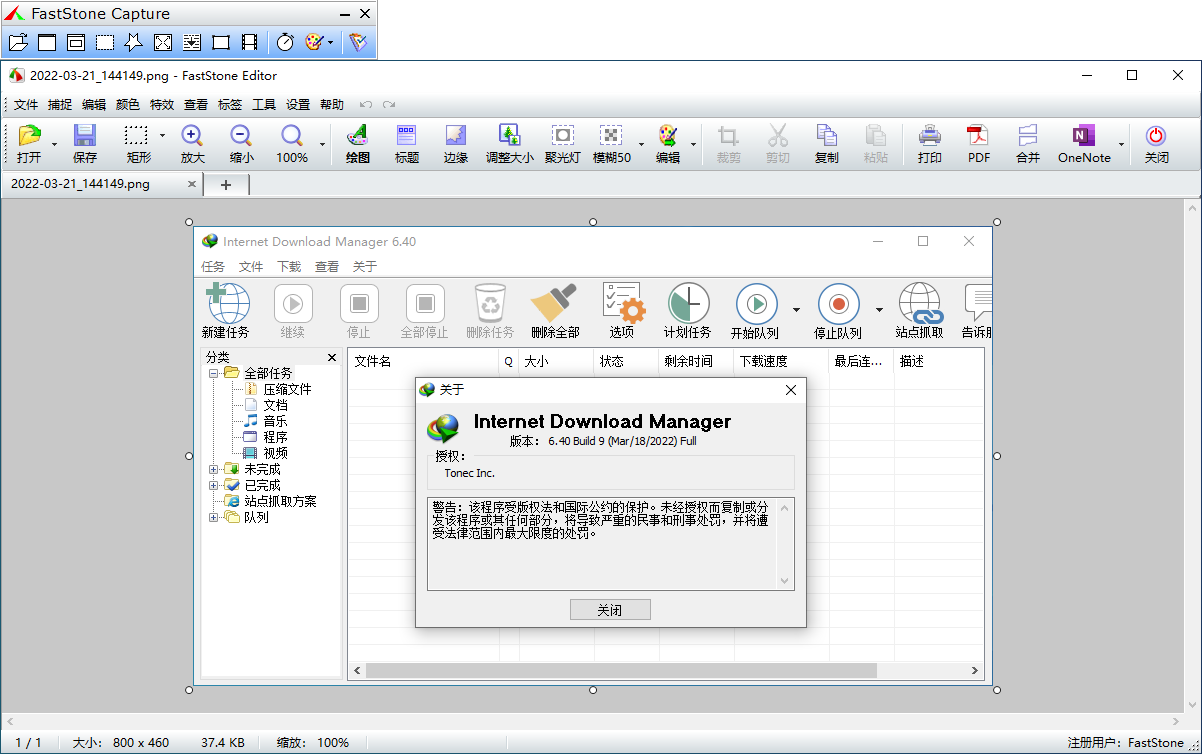 FastStone Capture
2022-03-21_144149.png - FastStone Editor
文件 捕捉 编辑 颜色 特效 查看 标签 工具 设置 帮助
打开 保存 矩形 放大 缩小 100% 绘图 标题 边缘 调整大小 聚光灯 模糊50 编辑 裁剪 剪切 复制 粘贴 打印 PDF 合并 OneNote 关闭
2022-03-21_144149.png
Internet Download Manager 6.40
任务 文件 下载 查看 关于
新建任务 继续 停止 全部停止 删除任务 删除全部 选项 计划任务 开始队列 停止队列 站点抓取 告诉
分类
文件名 Q 大小 状态 剩余时间 下载速度 最后连... 描述
全部任务
压缩文件
文档
音乐
程序
视频
未完成
已完成
站点抓取方案
队列
关于
Internet Download Manager
版本： 6.40 Build 9 (Mar/18/2022) Full
授权：
Tonec Inc.
警告：该程序受版权法和国际公约的保护。未经授权而复制或分
发该程序或其任何部分，将导致严重的民事和刑事处罚，并将遭
受法律范围内最大限度的处罚。
关闭
1 / 1 大小： 800 x 460 37.4 KB 缩放： 100% 注册用户： FastStone